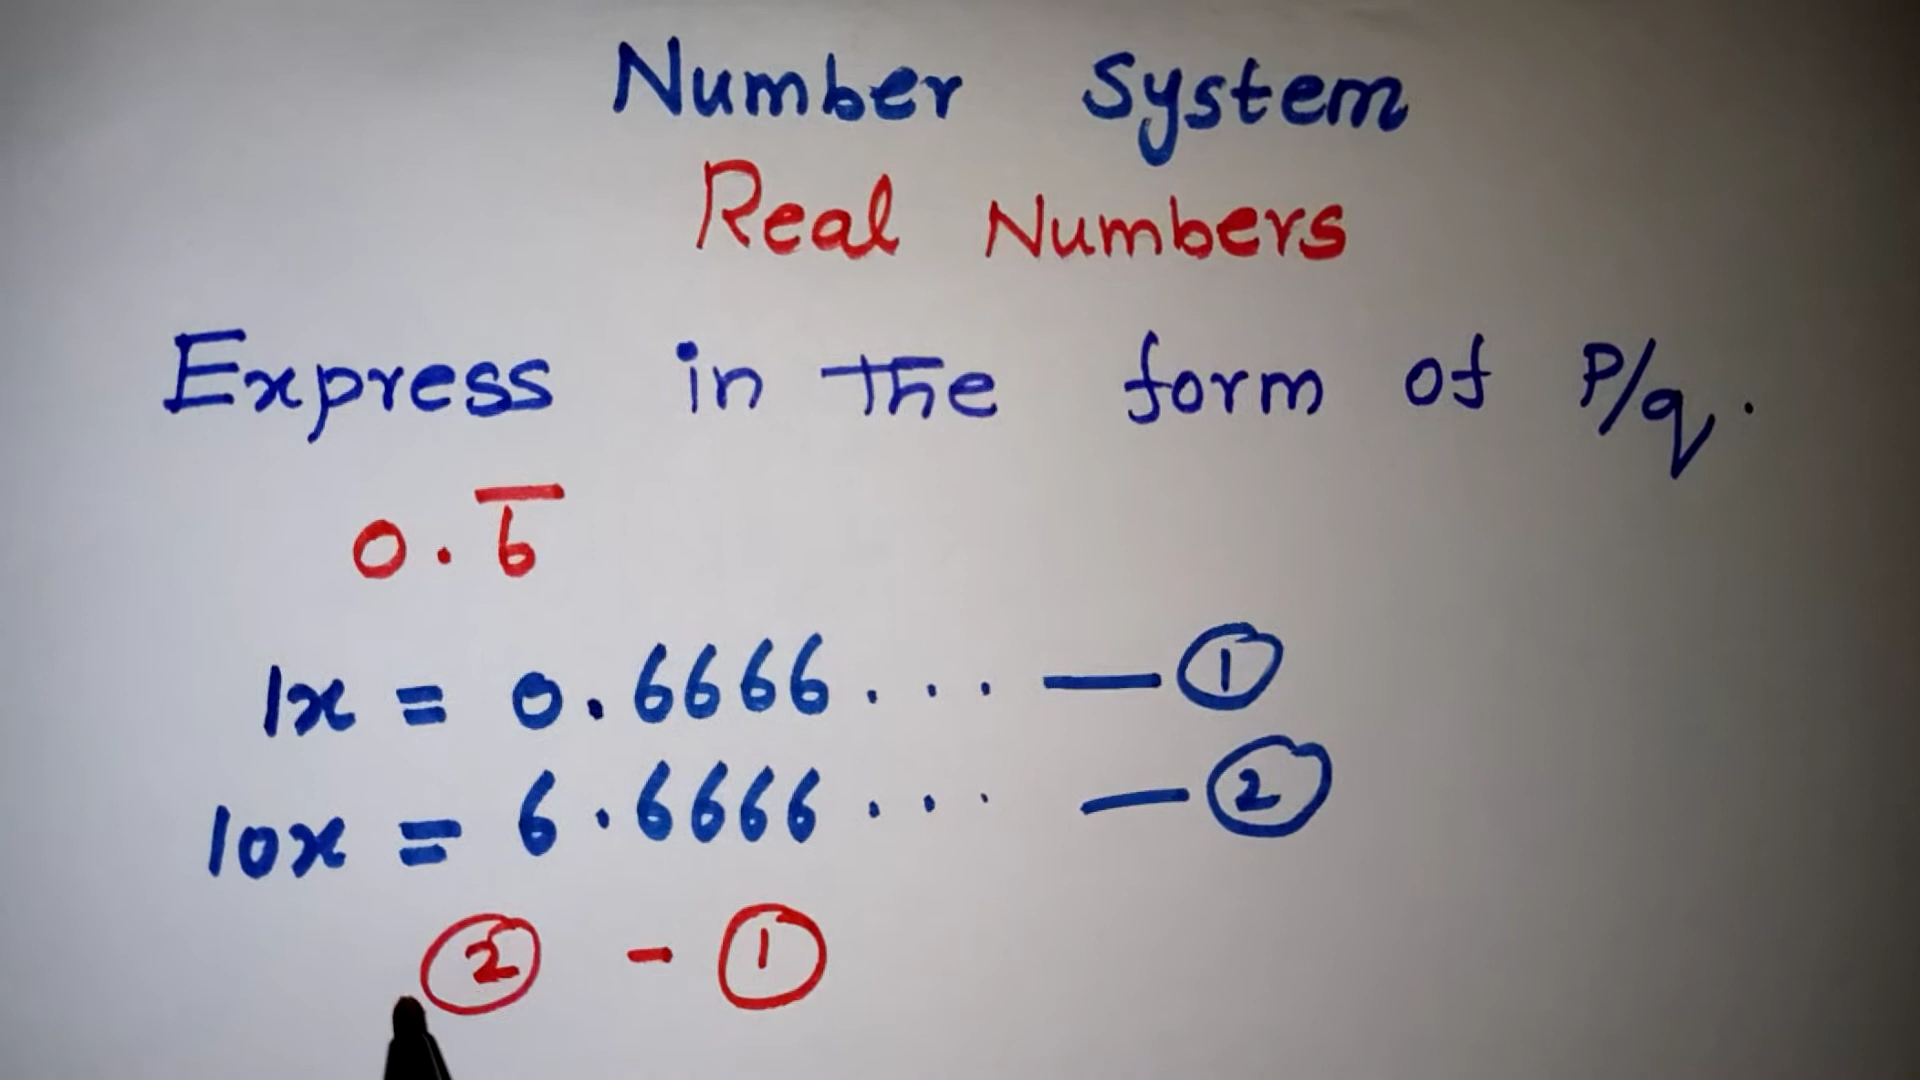 Number System
Real Numbers
Express in the form of P/q.
0.6̅
1x = 0.6666... — ①
10x = 6.6666... — ②
② - ①